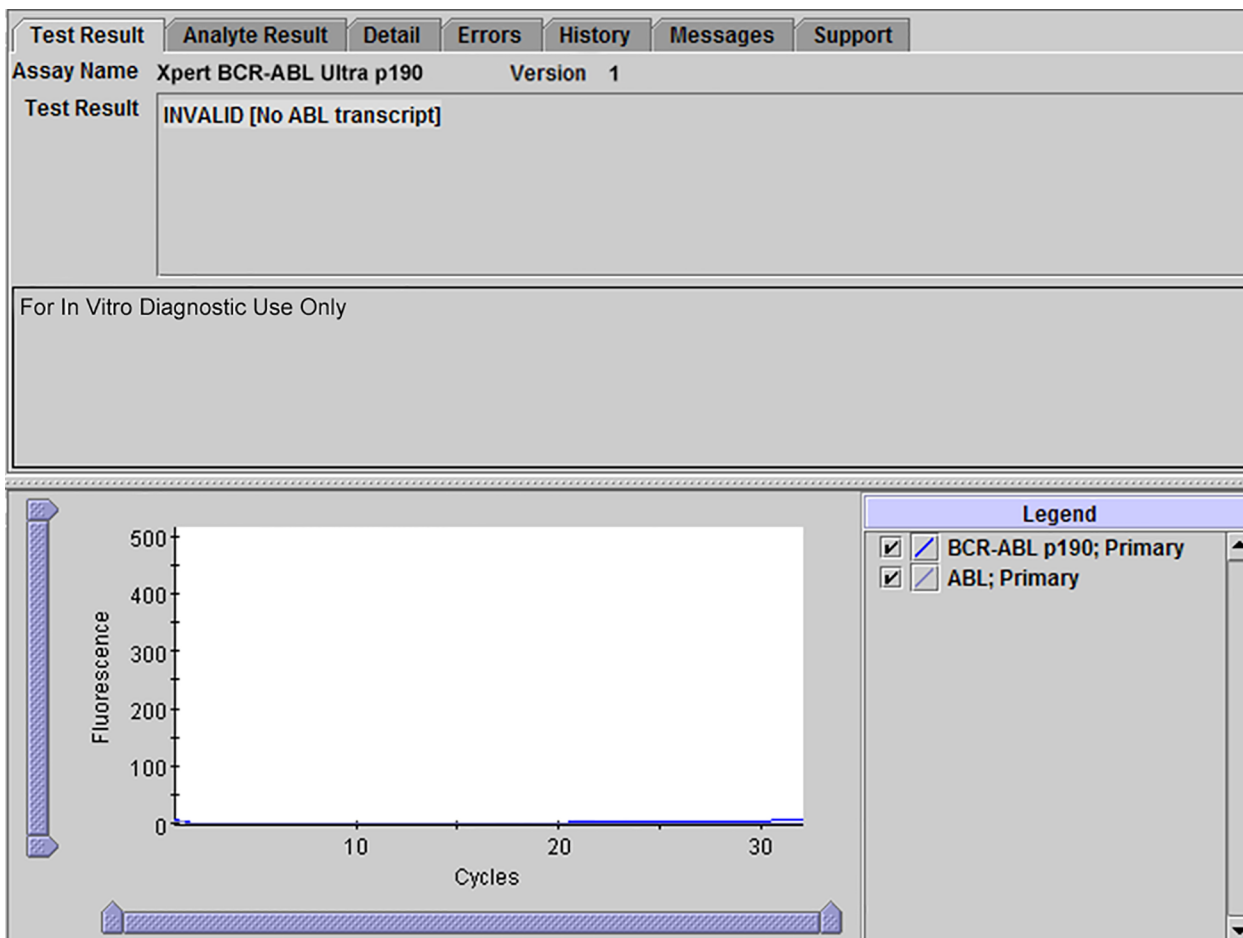 Test Result Analyte Result Detail Errors History Messages Support
Assay Name Xpert BCR-ABL Ultra p190 Version 1
Test Result INVALID [No ABL transcript]
For In Vitro Diagnostic Use Only
Legend
BCR-ABL p190; Primary
ABL; Primary
500
400
300
200
100
0
Fluorescence
10 20 30
Cycles